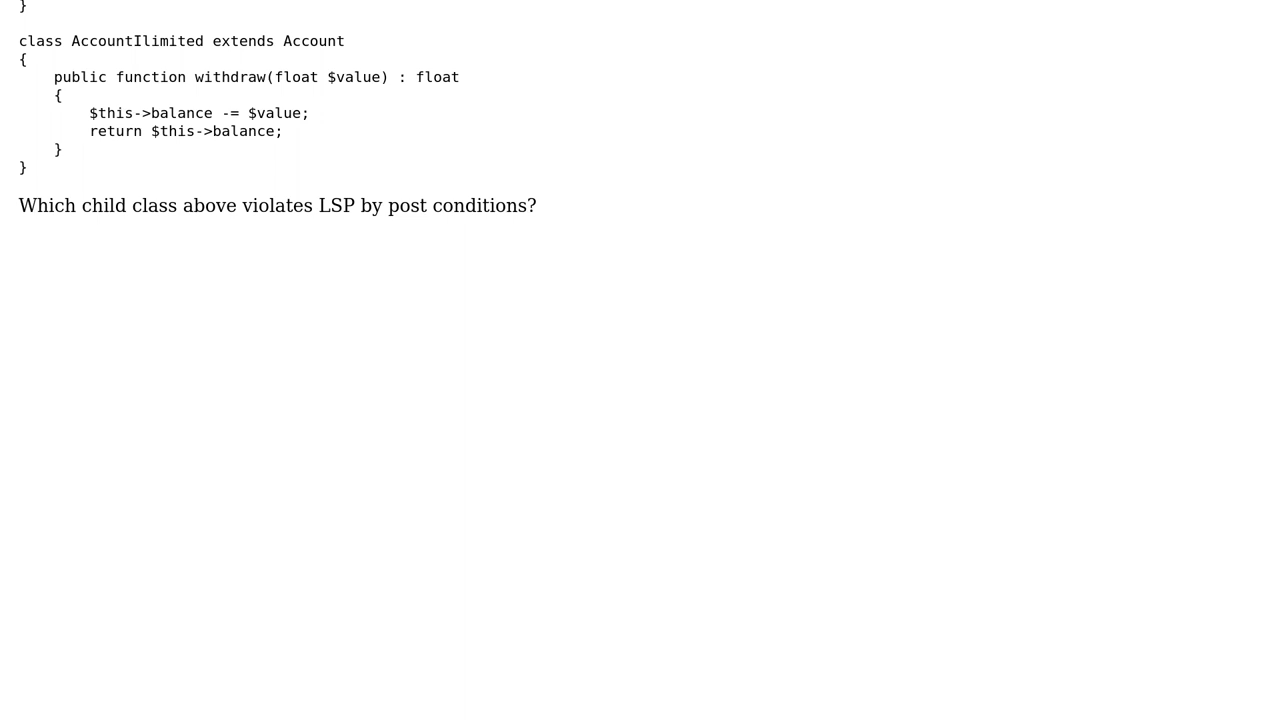 }
class AccountIlimited extends Account
{
    public function withdraw(float $value) : float
    {
        $this->balance -= $value;
        return $this->balance;
    }
}
Which child class above violates LSP by post conditions?